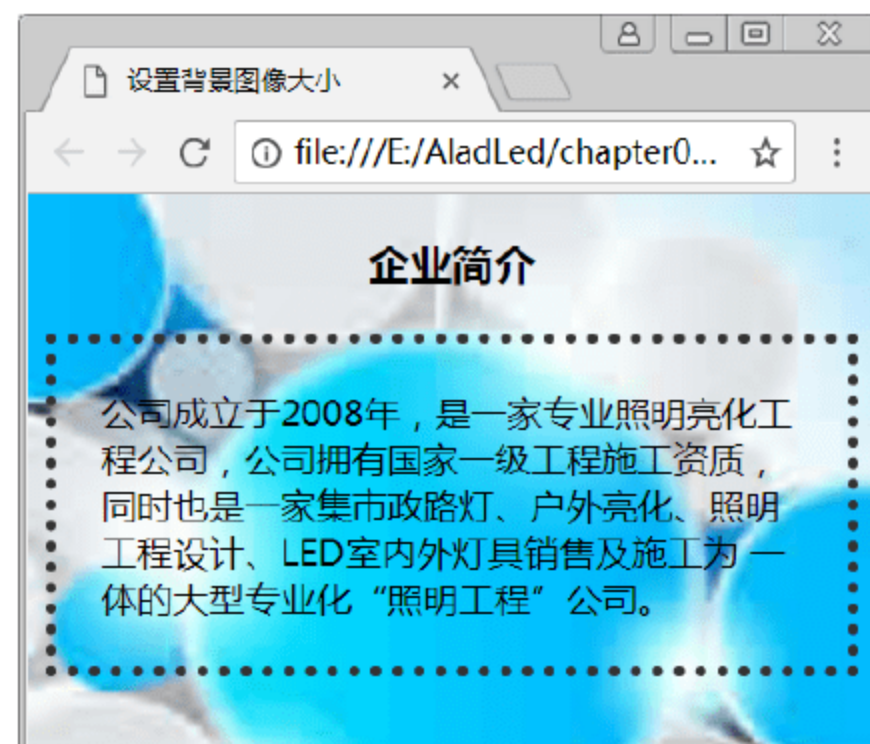 设置背景图像大小
file:///E:/AladLed/chapter0...
企业简介
公司成立于2008年，是一家专业照明亮化工
程公司，公司拥有国家一级工程施工资质，
同时也是一家集市政路灯、户外亮化、照明
工程设计、LED室内外灯具销售及施工为 一
体的大型专业化“照明工程”公司。